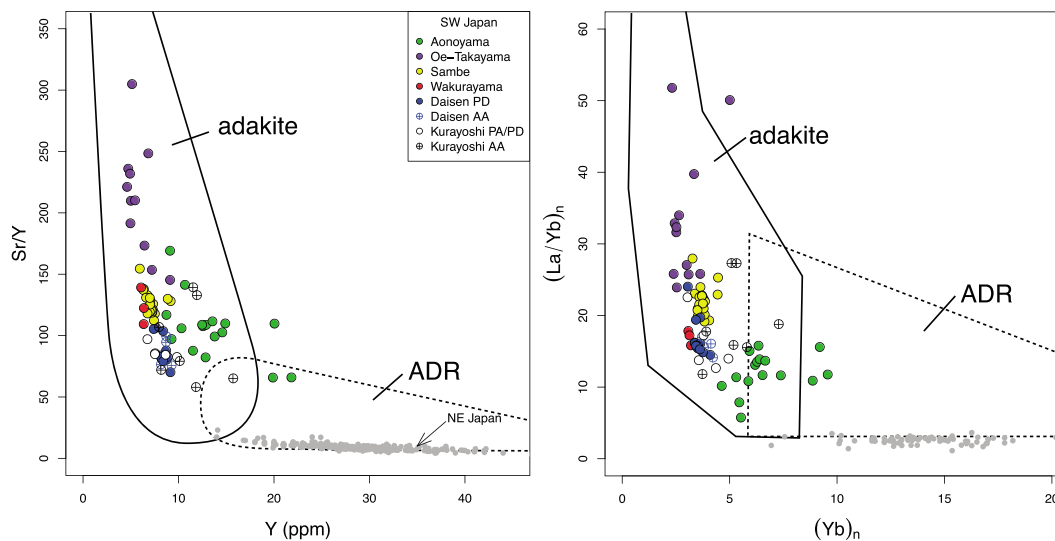 SW Japan
Aonoyama
Oe−Takayama
Sambe
Wakurayama
Daisen PD
Daisen AA
Kurayoshi PA/PD
Kurayoshi AA
adakite
ADR
NE Japan
Sr/Y
0 50 100 150 200 250 300 350
0 10 20 30 40
Y (ppm)
adakite
ADR
(La/Yb)n
0 10 20 30 40 50 60
0 5 10 15 20
(Yb)n